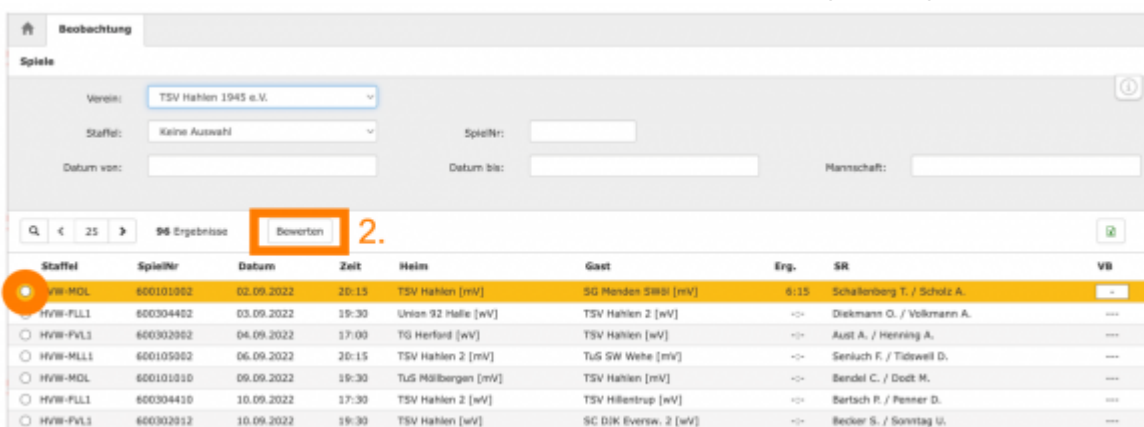 Beobachtung
Spiele
Verein: TSV Hahlen 1945 e.V.
Staffel: Keine Auswahl SpielNr:
Datum von: Datum bis: Mannschaft:
25 96 Ergebnisse Bewerten 2.
Staffel SpielNr Datum Zeit Heim Gast Erg. SR VB
HVW-MOL 600101002 02.09.2022 20:15 TSV Hahlen [mV] SG Menden SWöl [mV] 6:15 Schallenberg T. / Scholz A. -
HVW-FLL1 600304402 03.09.2022 19:30 Union 92 Halle [wV] TSV Hahlen 2 [wV] -:- Diekmann O. / Volkmann A. ---
HVW-FVL1 600302002 04.09.2022 17:00 TG Herford [wV] TSV Hahlen [wV] -:- Aust A. / Henning A. ---
HVW-MLL1 600105002 06.09.2022 20:15 TSV Hahlen 2 [mV] TuS SW Wehe [mV] -:- Seniuch F. / Tidswell D. ---
HVW-MOL 600101010 09.09.2022 19:30 TuS Möllbergen [mV] TSV Hahlen [mV] -:- Bendel C. / Dodt M. ---
HVW-FLL1 600304410 10.09.2022 17:30 TSV Hahlen 2 [wV] TSV Hillentrup [wV] -:- Bartsch P. / Penner D. ---
HVW-FVL1 600302012 10.09.2022 19:30 TSV Hahlen [wV] SC DJK Eversw. 2 [wV] -:- Becker S. / Sonntag U. ---